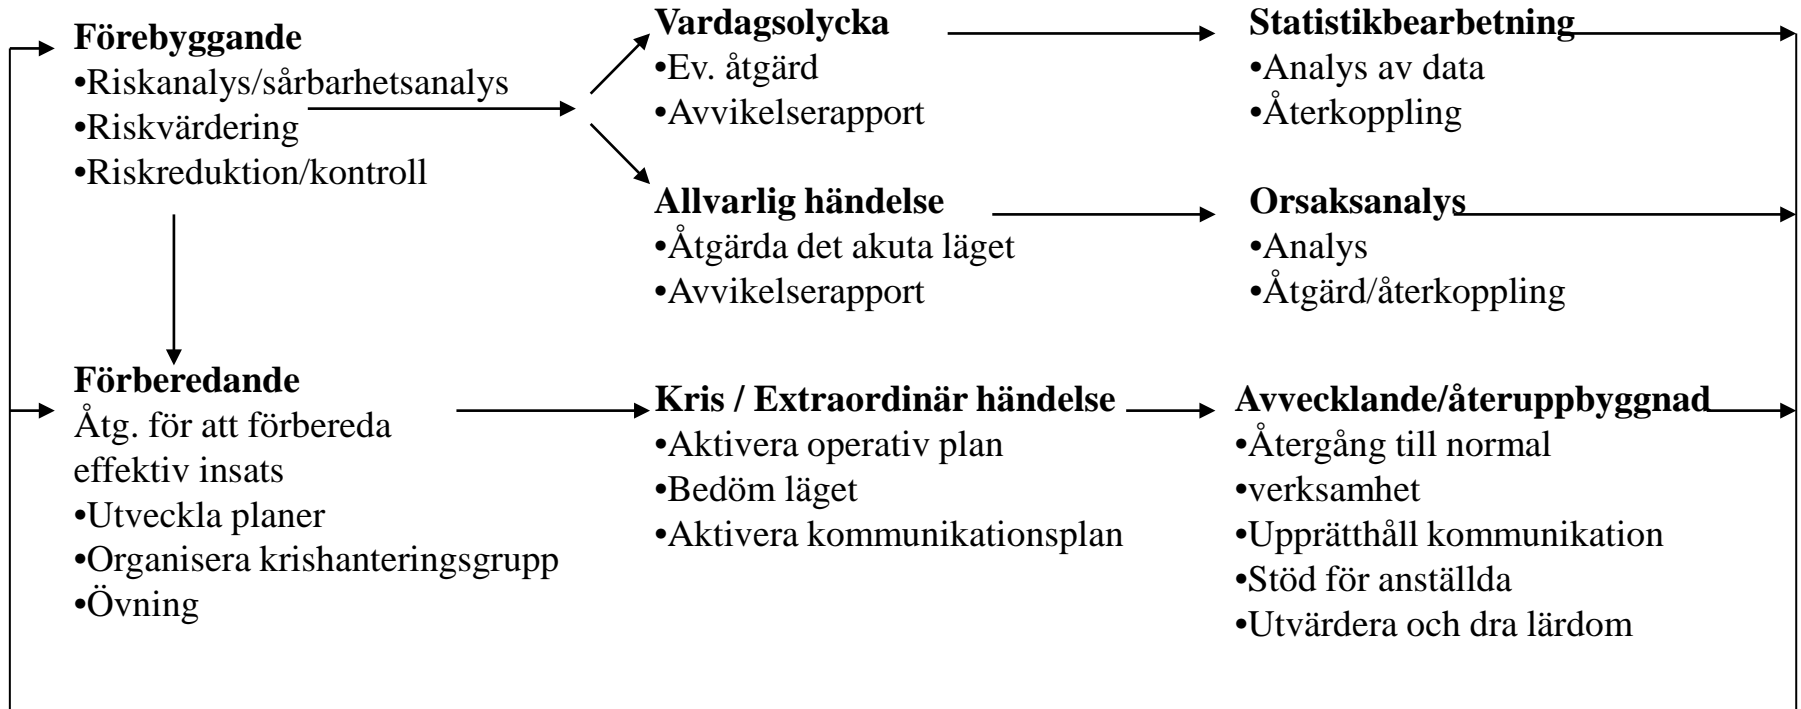 Förebyggande
•Riskanalys/sårbarhetsanalys
•Riskvärdering
•Riskreduktion/kontroll
Vardagsolycka
•Ev. åtgärd
•Avvikelserapport
Statistikbearbetning
•Analys av data
•Återkoppling
Allvarlig händelse
•Åtgärda det akuta läget
•Avvikelserapport
Orsaksanalys
•Analys
•Åtgärd/återkoppling
Förberedande
Åtg. för att förbereda
effektiv insats
•Utveckla planer
•Organisera krishanteringsgrupp
•Övning
Kris / Extraordinär händelse
•Aktivera operativ plan
•Bedöm läget
•Aktivera kommunikationsplan
Avvecklande/återuppbyggnad
•Återgång till normal
•verksamhet
•Upprätthåll kommunikation
•Stöd för anställda
•Utvärdera och dra lärdom